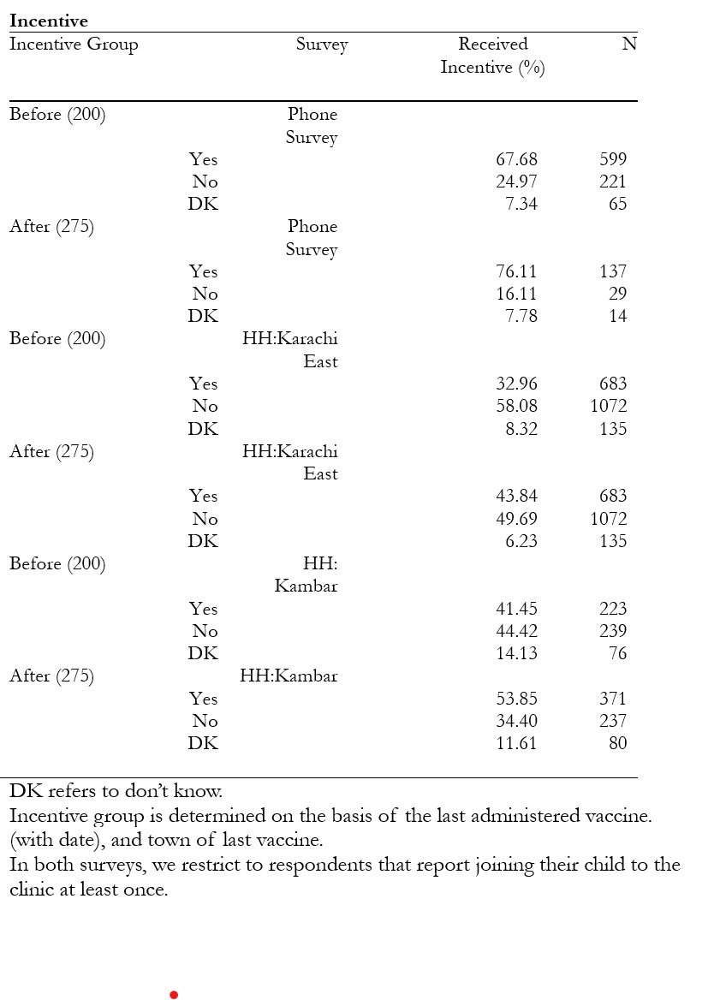 Incentive
Incentive Group Survey Received Incentive (%) N
Before (200) Phone Survey
Yes 67.68 599
No 24.97 221
DK 7.34 65
After (275) Phone Survey
Yes 76.11 137
No 16.11 29
DK 7.78 14
Before (200) HH:Karachi East
Yes 32.96 683
No 58.08 1072
DK 8.32 135
After (275) HH:Karachi East
Yes 43.84 683
No 49.69 1072
DK 6.23 135
Before (200) HH: Kambar
Yes 41.45 223
No 44.42 239
DK 14.13 76
After (275) HH:Kambar
Yes 53.85 371
No 34.40 237
DK 11.61 80
DK refers to don’t know.
Incentive group is determined on the basis of the last administered vaccine.
(with date), and town of last vaccine.
In both surveys, we restrict to respondents that report joining their child to the
clinic at least once.